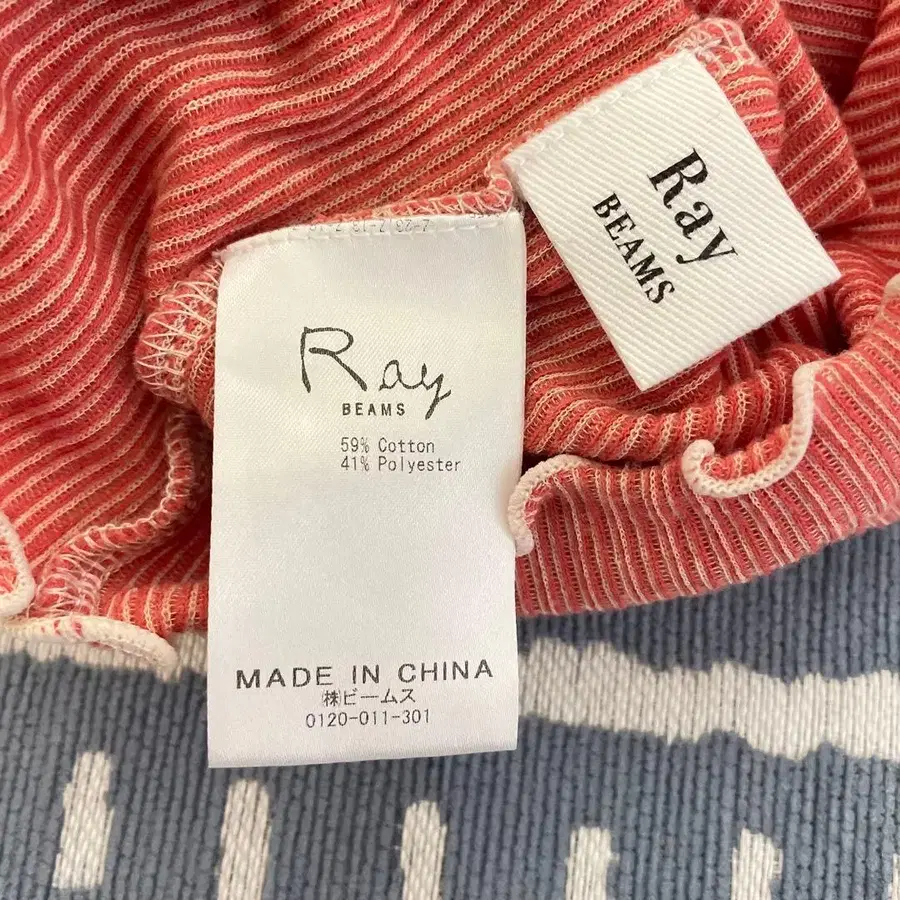 Ray
BEAMS
59% Cotton
41% Polyester
MADE IN CHINA
㈱ビームス
0120-011-301
Ray
BEAMS